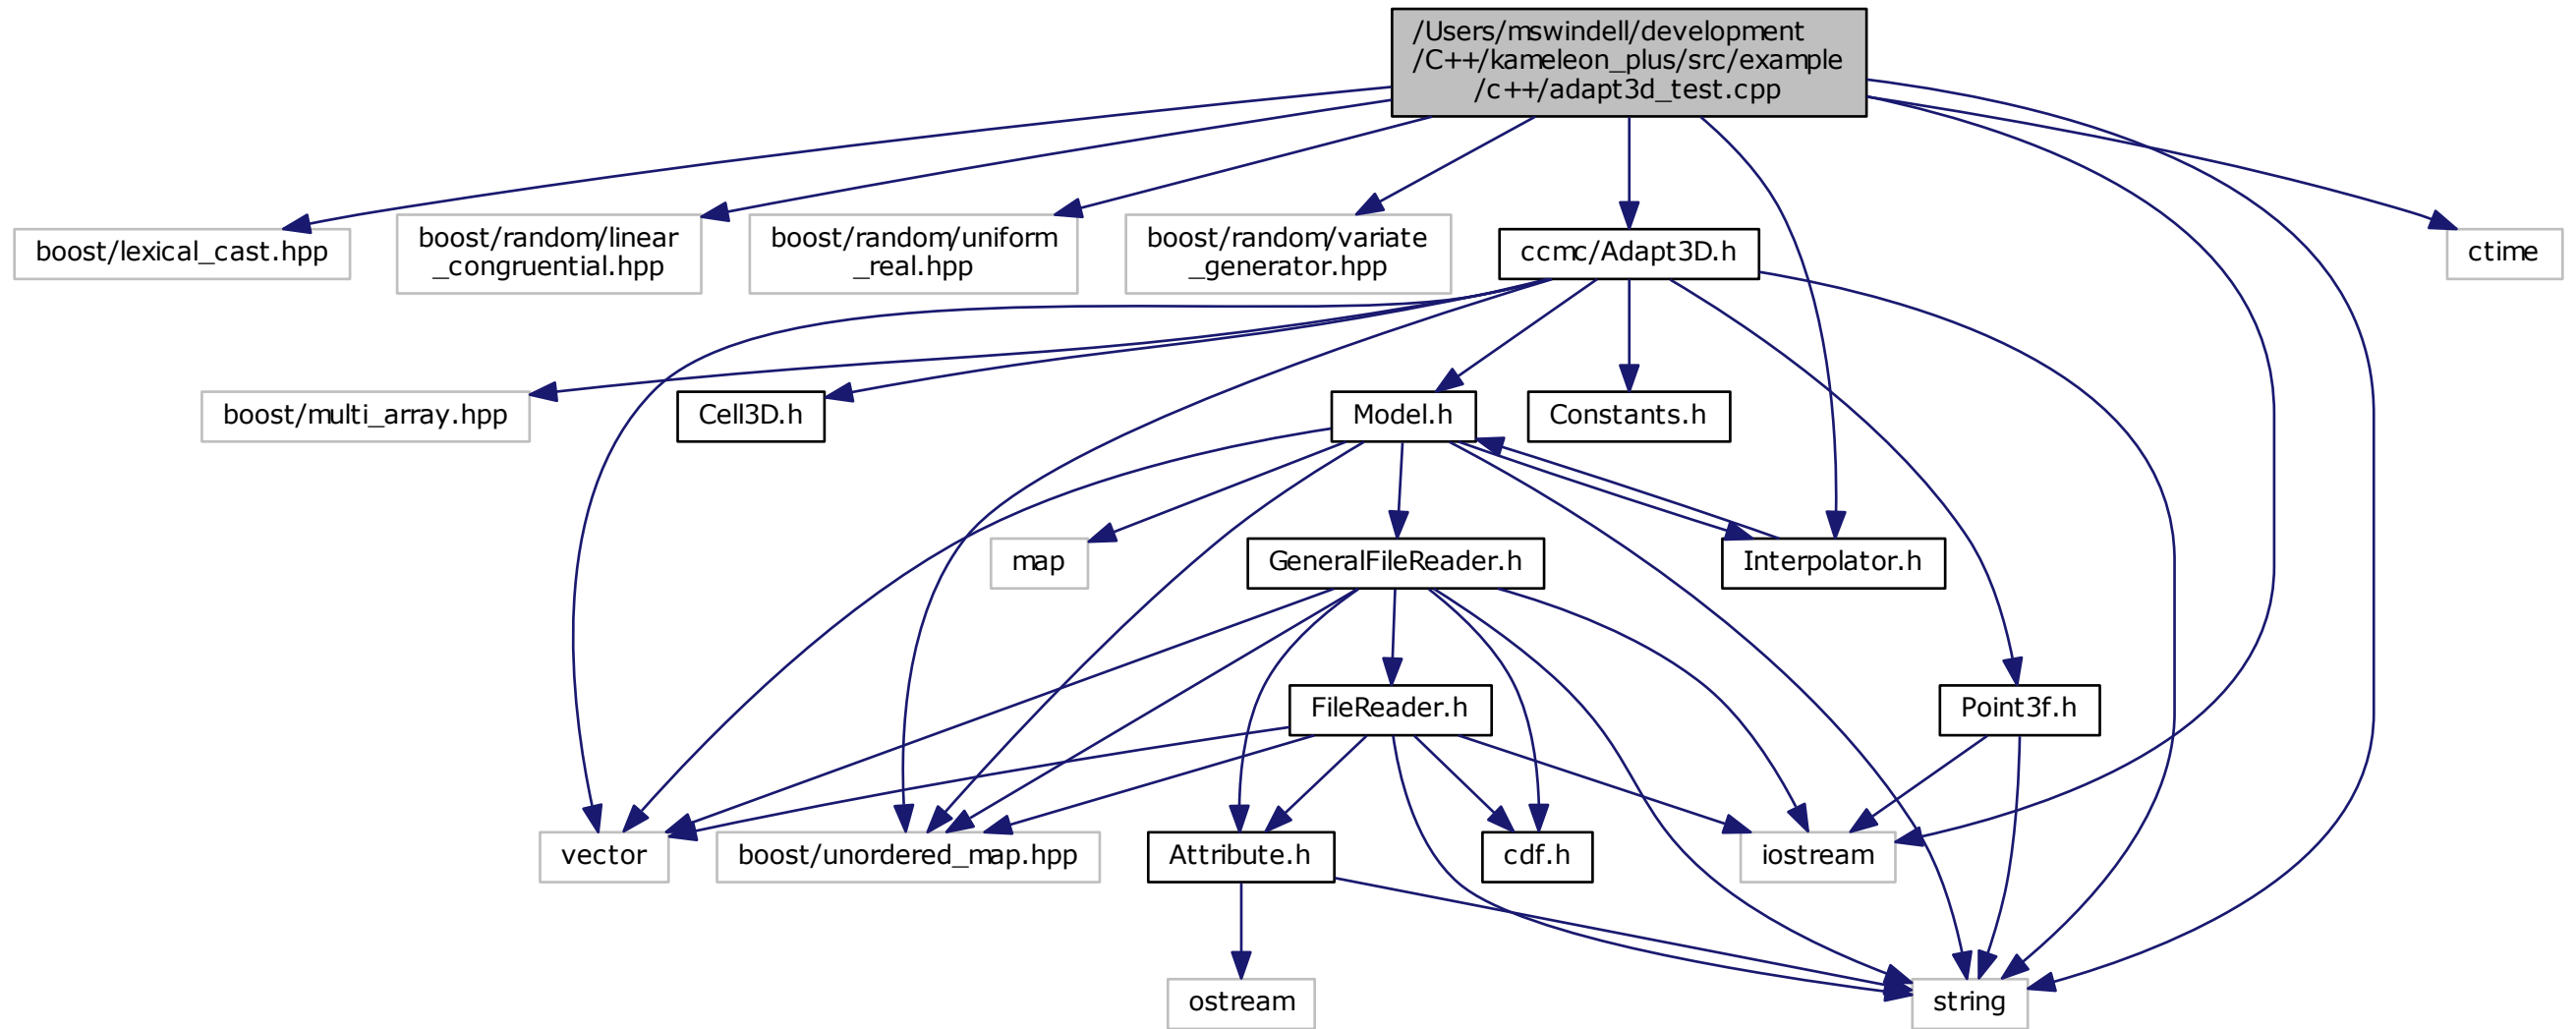 /Users/mswindell/development
/C++/kameleon_plus/src/example
/c++/adapt3d_test.cpp
boost/lexical_cast.hpp
boost/random/linear
_congruential.hpp
boost/random/uniform
_real.hpp
boost/random/variate
_generator.hpp
ccmc/Adapt3D.h
ctime
boost/multi_array.hpp
Cell3D.h
Model.h
Constants.h
map
GeneralFileReader.h
Interpolator.h
FileReader.h
Point3f.h
vector
boost/unordered_map.hpp
Attribute.h
cdf.h
iostream
ostream
string